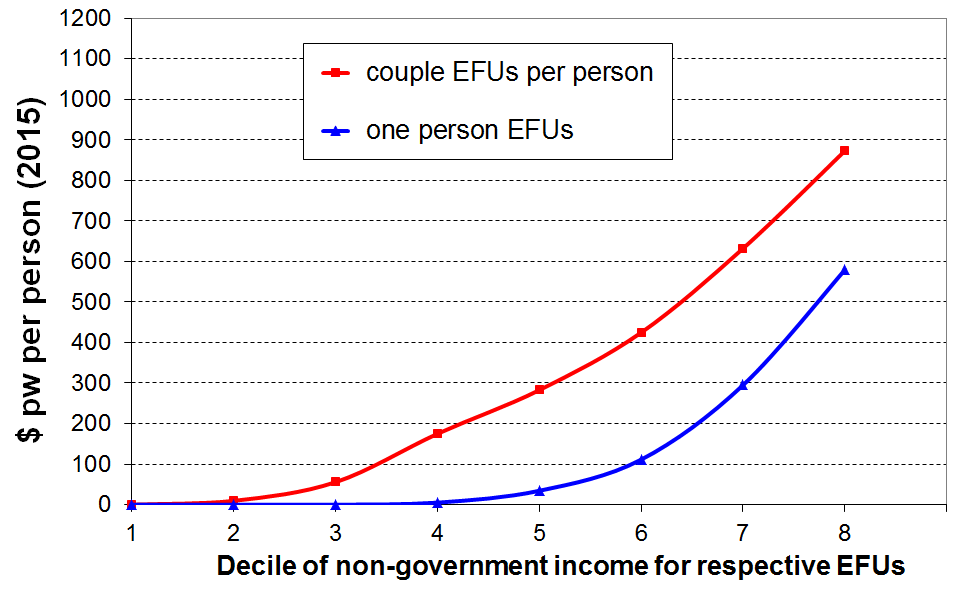 1200
1100
1000
900
800
700
600
500
400
300
200
100
0
$ pw per person (2015)
couple EFUs per person
one person EFUs
1 2 3 4 5 6 7 8
Decile of non-government income for respective EFUs